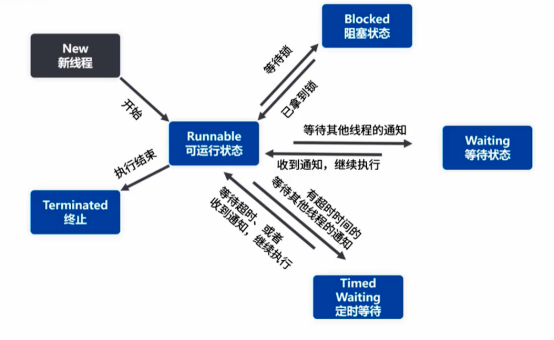 New
新线程
开始
Blocked
阻塞状态
等待锁
已拿到锁
Runnable
可运行状态
等待其他线程的通知
收到通知，继续执行
Waiting
等待状态
执行结束
Terminated
终止
有超时时间的
等待其他线程的通知
等待超时、或者
收到通知，继续执行
Timed
Waiting
定时等待